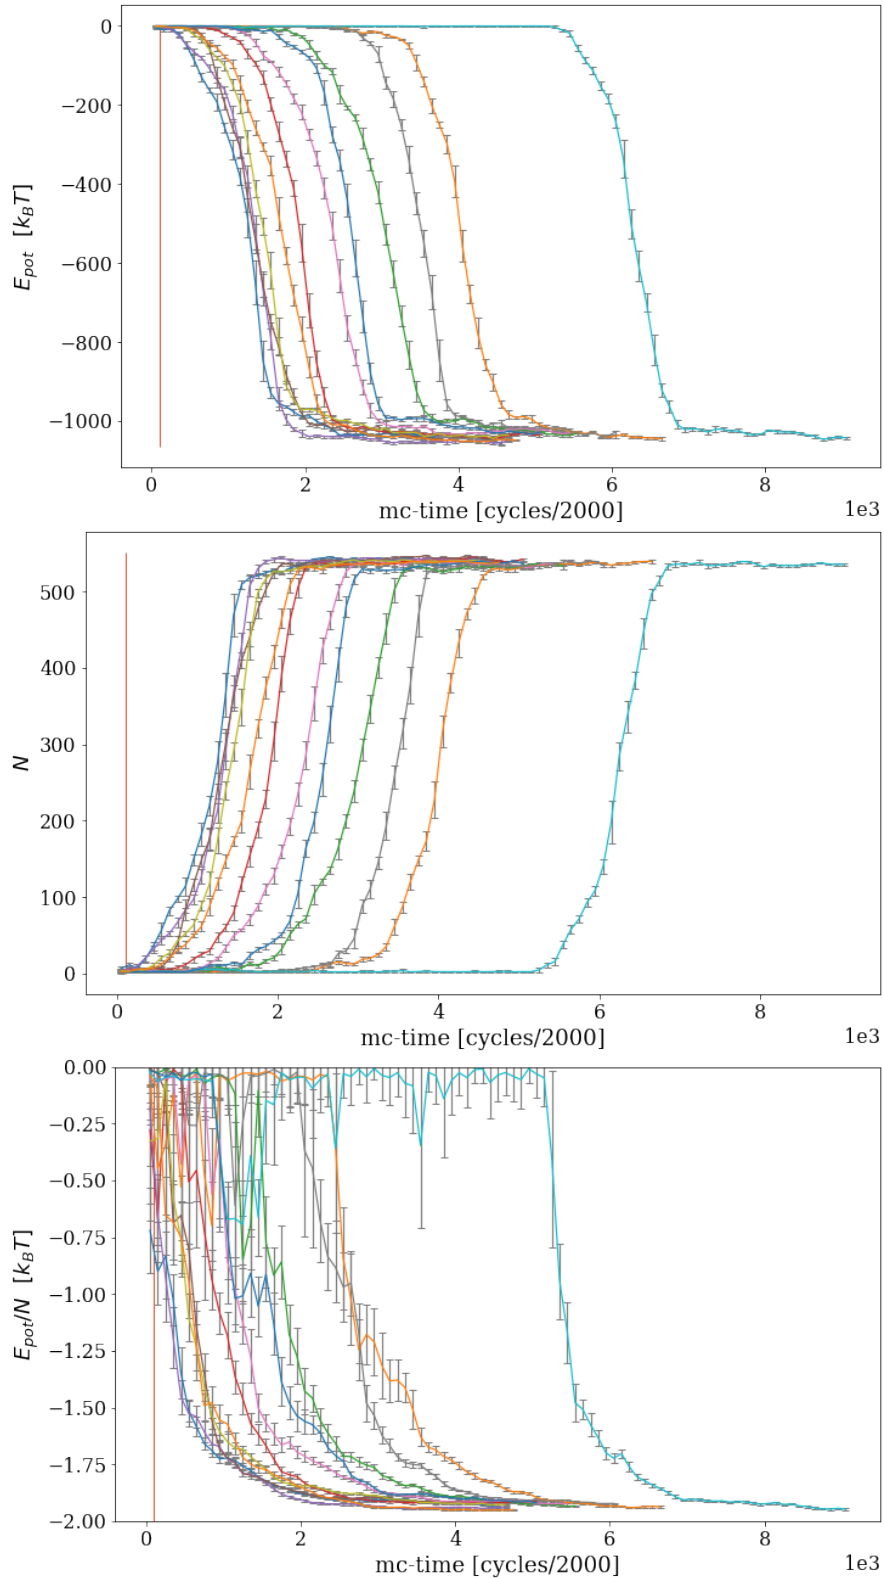 0
−200
−400
−600
−800
−1000
E_pot [k_BT]
0 2 4 6 8
1e3
mc-time [cycles/2000]
500
400
300
200
100
0
N
0 2 4 6 8
1e3
mc-time [cycles/2000]
0.00
−0.25
−0.50
−0.75
−1.00
−1.25
−1.50
−1.75
−2.00
E_pot/N [k_BT]
0 2 4 6 8
1e3
mc-time [cycles/2000]